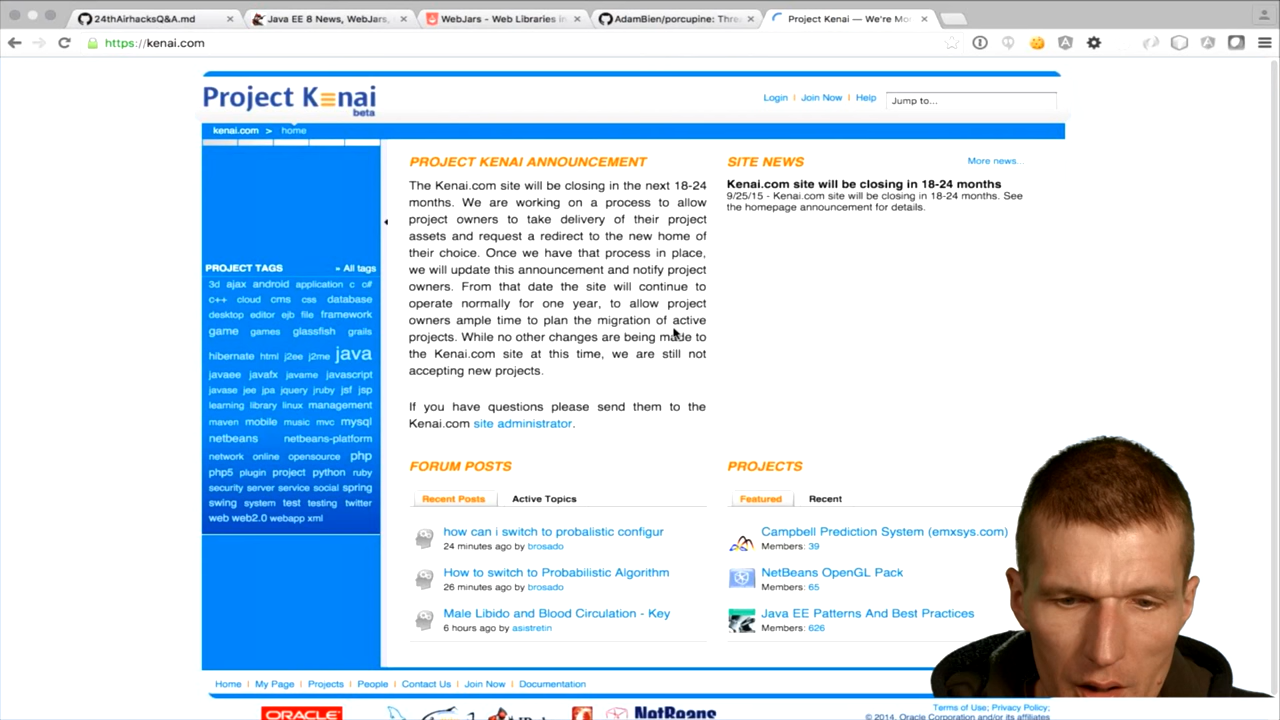 24thAirhacksQ&A.md
Java EE 8 News, WebJars,
WebJars - Web Libraries in
AdamBien/porcupine: Thre
Project Kenai — We're Mo
https://kenai.com
Project Kenai
beta
Login | Join Now | Help
Jump to...
kenai.com > home
PROJECT TAGS
» All tags
3d ajax android application c c#
c++ cloud cms css database
desktop editor ejb file framework
game games glassfish grails
hibernate html j2ee j2me java
javaee javafx javame javascript
javase jee jpa jquery jruby jsf jsp
learning library linux management
maven mobile music mvc mysql
netbeans netbeans-platform
network online opensource php
php5 plugin project python ruby
security server service social spring
swing system test testing twitter
web web2.0 webapp xml
PROJECT KENAI ANNOUNCEMENT
The Kenai.com site will be closing in the next 18-24
months. We are working on a process to allow
project owners to take delivery of their project
assets and request a redirect to the new home of
their choice. Once we have that process in place,
we will update this announcement and notify project
owners. From that date the site will continue to
operate normally for one year, to allow project
owners ample time to plan the migration of active
projects. While no other changes are being made to
the Kenai.com site at this time, we are still not
accepting new projects.
If you have questions please send them to the
Kenai.com site administrator.
SITE NEWS
More news...
Kenai.com site will be closing in 18-24 months
9/25/15 - Kenai.com site will be closing in 18-24 months. See
the homepage announcement for details.
FORUM POSTS
Recent Posts
Active Topics
how can i switch to probalistic configur
24 minutes ago by brosado
How to switch to Probabilistic Algorithm
26 minutes ago by brosado
Male Libido and Blood Circulation - Key
6 hours ago by asistretin
PROJECTS
Featured
Recent
Campbell Prediction System (emxsys.com)
Members: 39
NetBeans OpenGL Pack
Members: 65
Java EE Patterns And Best Practices
Members: 626
Home | My Page | Projects | People | Contact Us | Join Now | Documentation
ORACLE
NetBeans
Terms of Use; Privacy Policy;
© 2014, Oracle Corporation and/or its affiliates